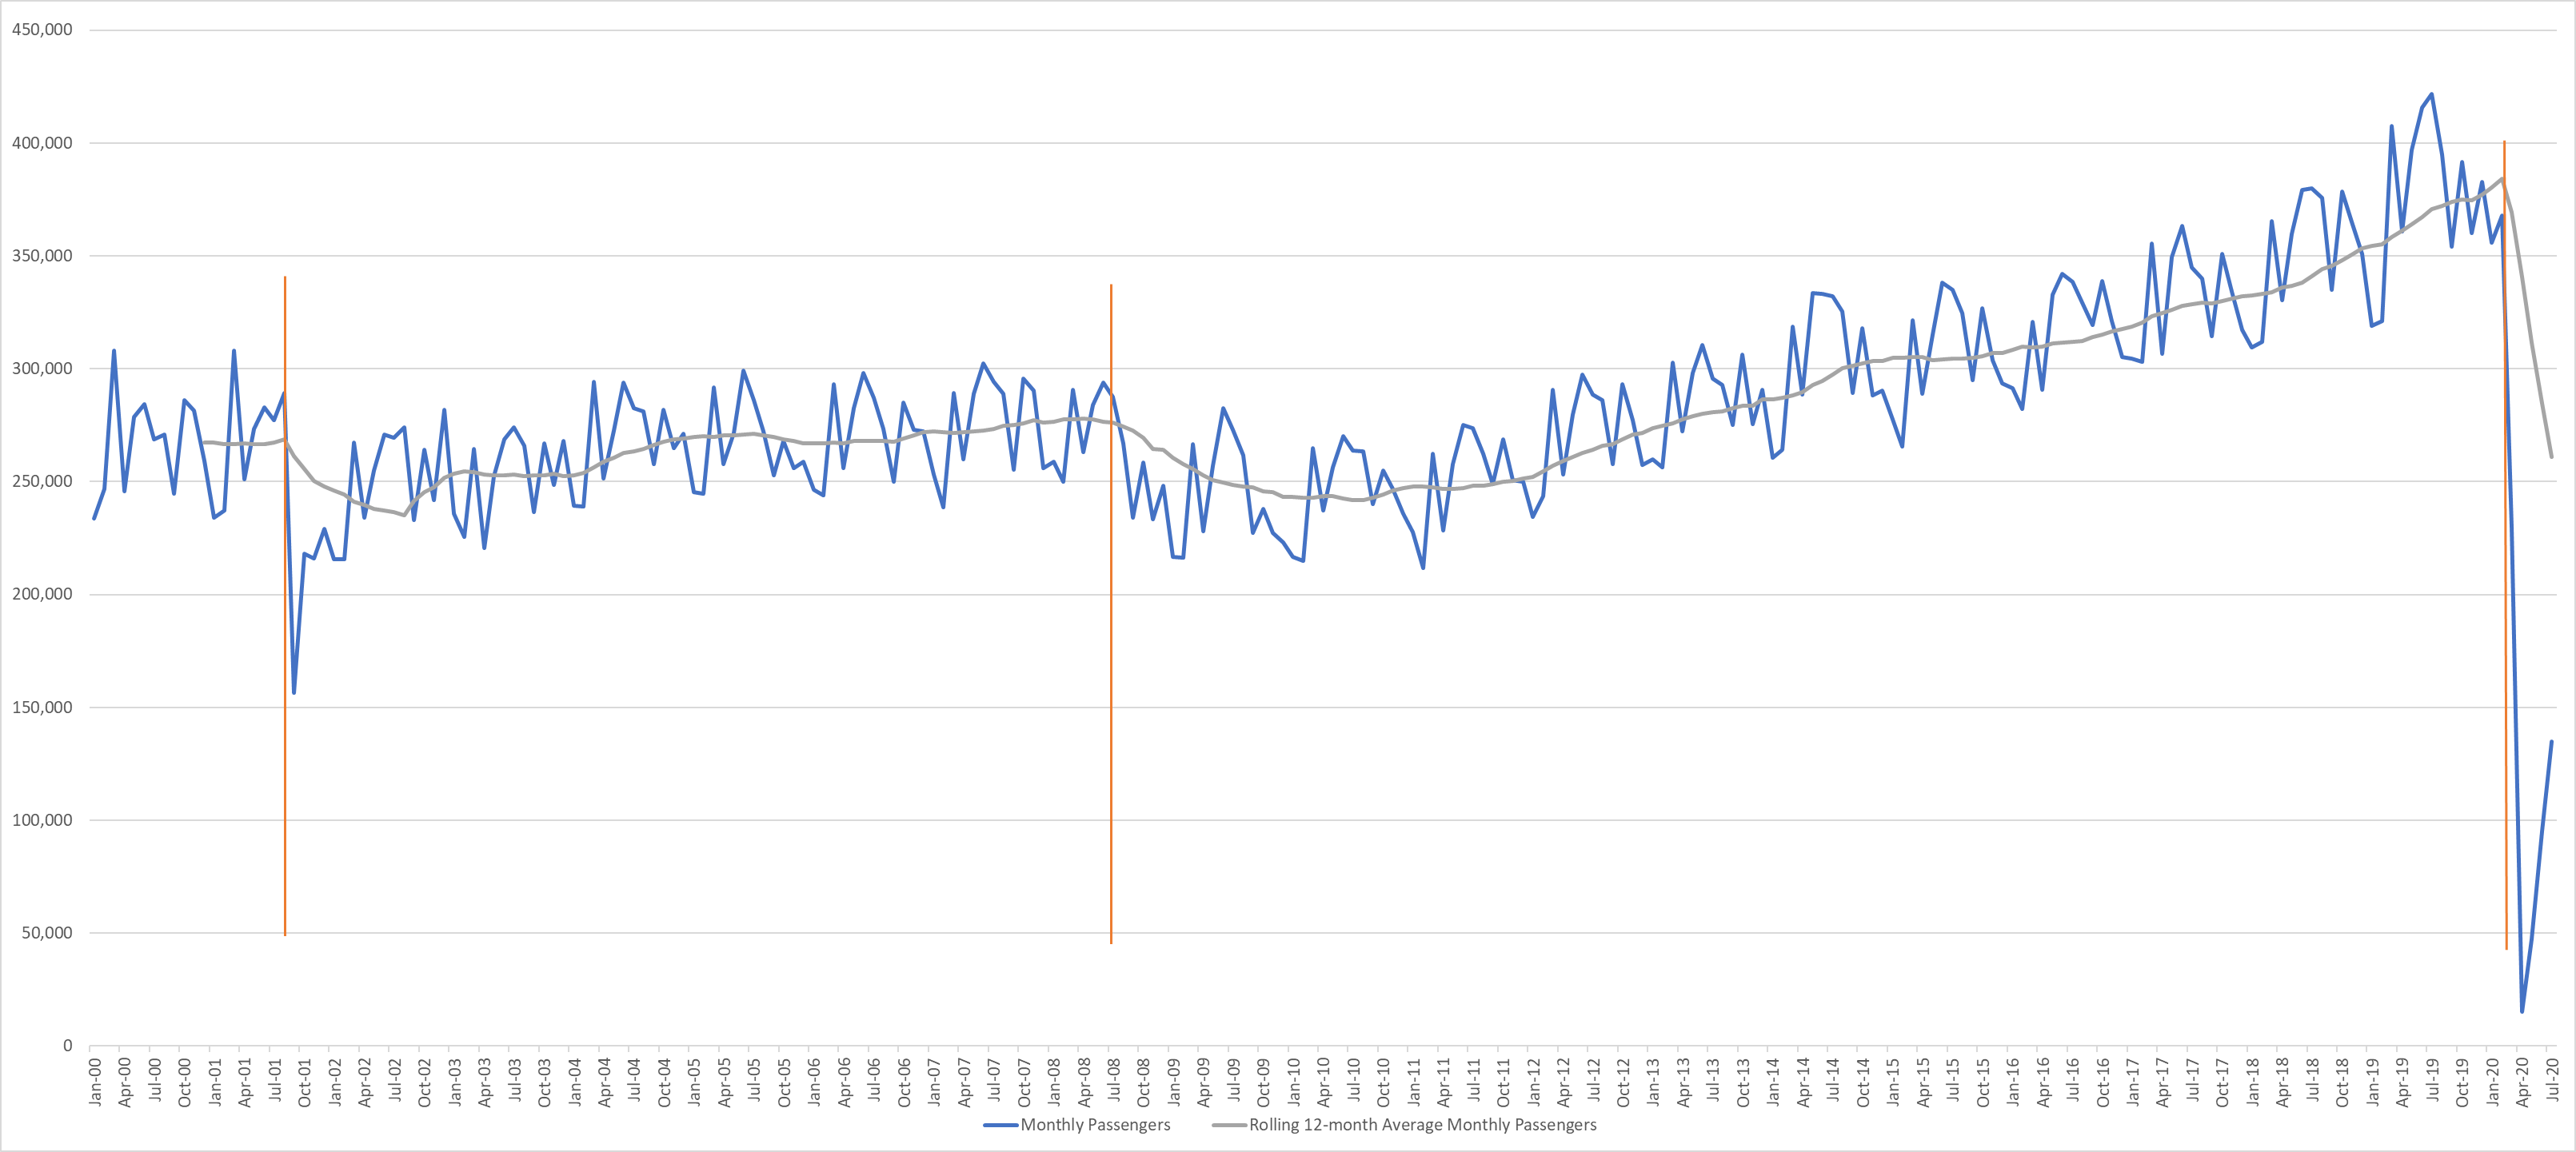 450,000
400,000
350,000
300,000
250,000
200,000
150,000
100,000
50,000
0
Jan-00
Apr-00
Jul-00
Oct-00
Jan-01
Apr-01
Jul-01
Oct-01
Jan-02
Apr-02
Jul-02
Oct-02
Jan-03
Apr-03
Jul-03
Oct-03
Jan-04
Apr-04
Jul-04
Oct-04
Jan-05
Apr-05
Jul-05
Oct-05
Jan-06
Apr-06
Jul-06
Oct-06
Jan-07
Apr-07
Jul-07
Oct-07
Jan-08
Apr-08
Jul-08
Oct-08
Jan-09
Apr-09
Jul-09
Oct-09
Jan-10
Apr-10
Jul-10
Oct-10
Jan-11
Apr-11
Jul-11
Oct-11
Jan-12
Apr-12
Jul-12
Oct-12
Jan-13
Apr-13
Jul-13
Oct-13
Jan-14
Apr-14
Jul-14
Oct-14
Jan-15
Apr-15
Jul-15
Oct-15
Jan-16
Apr-16
Jul-16
Oct-16
Jan-17
Apr-17
Jul-17
Oct-17
Jan-18
Apr-18
Jul-18
Oct-18
Jan-19
Apr-19
Jul-19
Oct-19
Jan-20
Apr-20
Jul-20
Monthly Passengers
Rolling 12-month Average Monthly Passengers